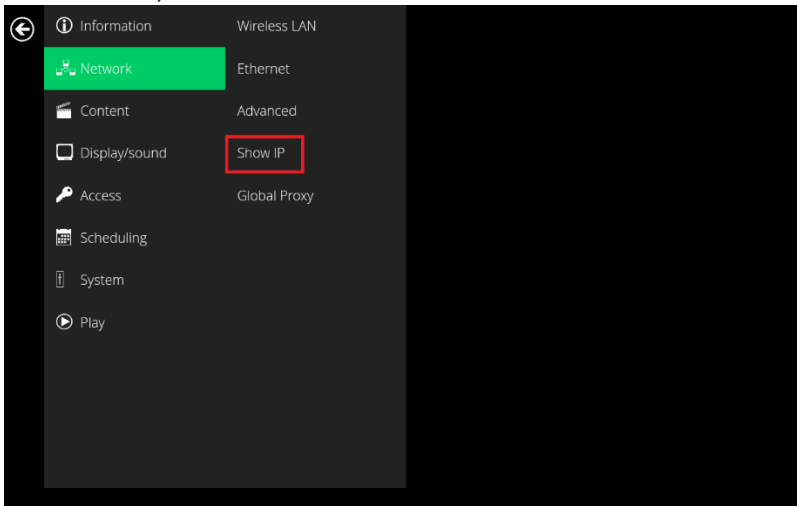 Information
Network
Content
Display/sound
Access
Scheduling
System
Play
Wireless LAN
Ethernet
Advanced
Show IP
Global Proxy